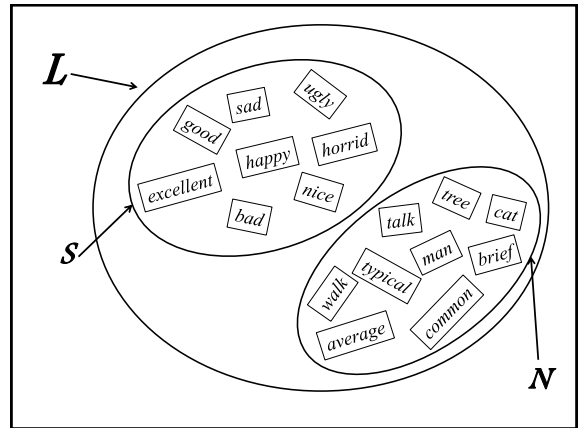 L
ugly
sad
good
horrid
happy
excellent
nice
bad
S
tree
cat
talk
man
brief
typical
walk
common
average
N